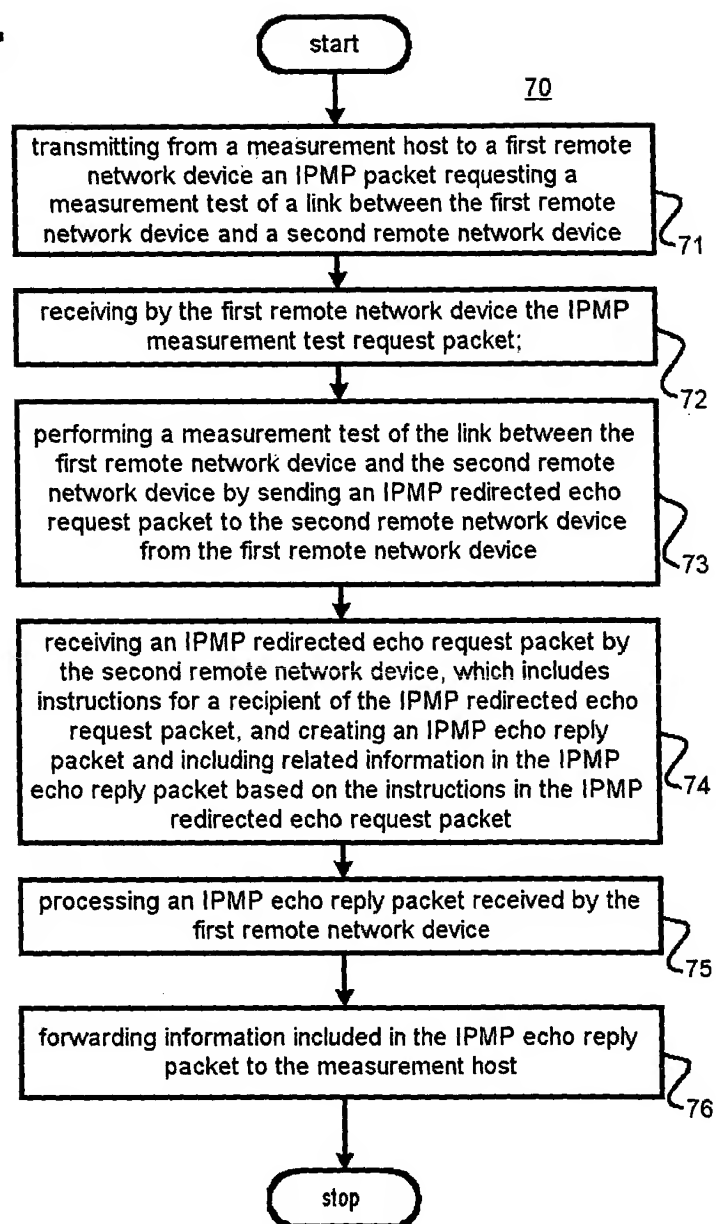 start
70
transmitting from a measurement host to a first remote
network device an IPMP packet requesting a
measurement test of a link between the first remote
network device and a second remote network device
71
receiving by the first remote network device the IPMP
measurement test request packet;
72
performing a measurement test of the link between the
first remote network device and the second remote
network device by sending an IPMP redirected echo
request packet to the second remote network device
from the first remote network device
73
receiving an IPMP redirected echo request packet by
the second remote network device, which includes
instructions for a recipient of the IPMP redirected echo
request packet, and creating an IPMP echo reply
packet and including related information in the IPMP
echo reply packet based on the instructions in the IPMP
redirected echo request packet
74
processing an IPMP echo reply packet received by the
first remote network device
75
forwarding information included in the IPMP echo reply
packet to the measurement host
76
stop